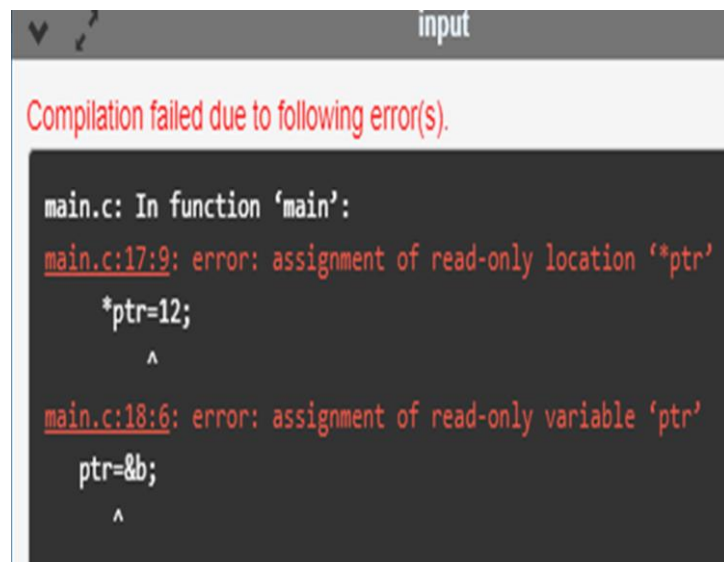 input
Compilation failed due to following error(s).
main.c: In function ‘main’:
main.c:17:9: error: assignment of read-only location ‘*ptr’
*ptr=12;
^
main.c:18:6: error: assignment of read-only variable ‘ptr’
ptr=&b;
^